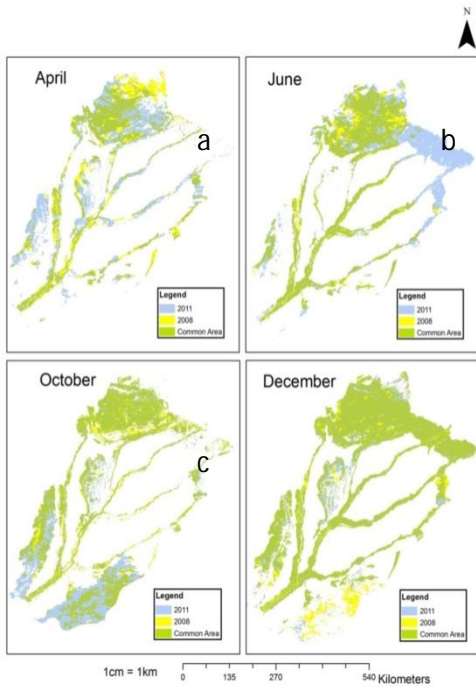 N
April
a
Legend
2011
2008
Common Area
June
b
Legend
2011
2008
Common Area
October
c
Legend
2011
2008
Common Area
December
Legend
2011
2008
Common Area
1cm = 1km
0 135 270 540 Kilometers